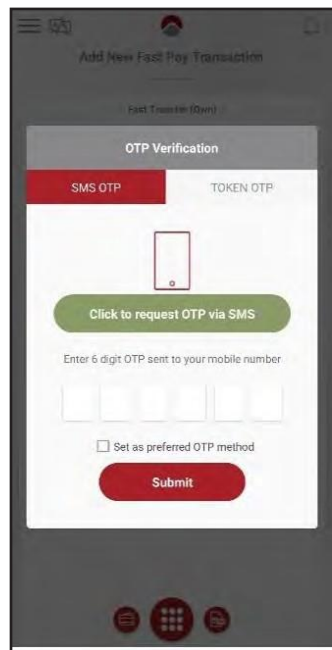 Add New Fast Pay Transaction
Fast Transfer (Own)
OTP Verification
SMS OTP
TOKEN OTP
Click to request OTP via SMS
Enter 6 digit OTP sent to your mobile number
Set as preferred OTP method
Submit